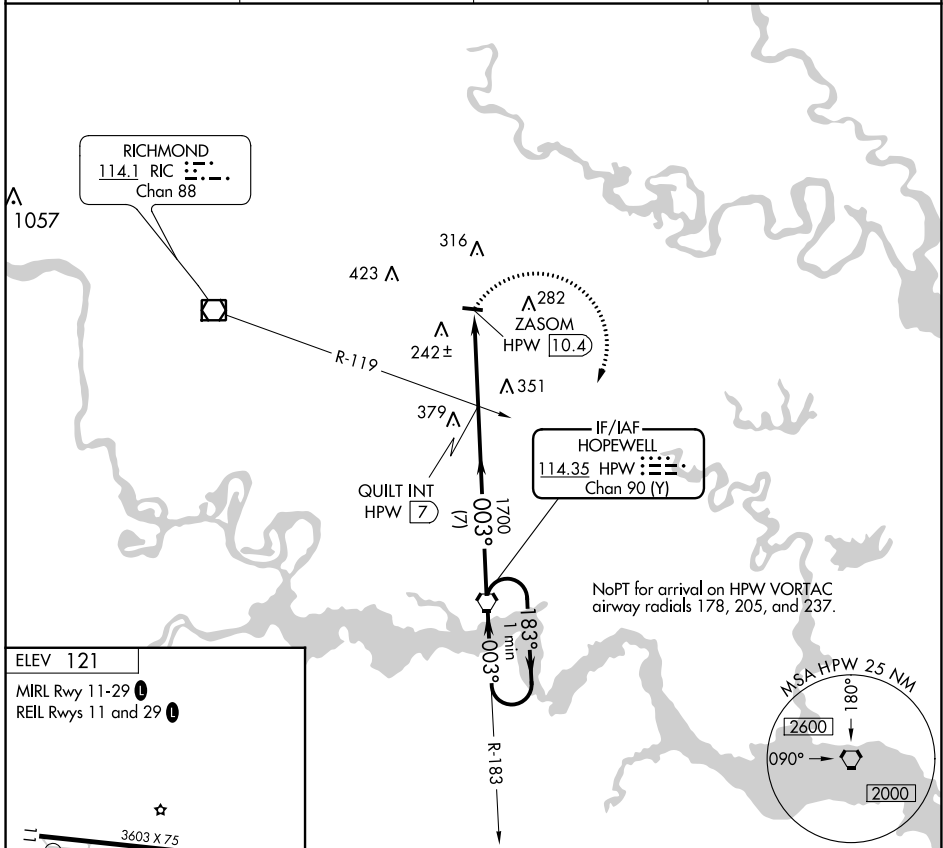 RICHMOND
114.1 RIC
Chan 88
1057
316
423
282
ZASOM
HPW 10.4
242±
R-119
351
379
IF/IAF
HOPEWELL
114.35 HPW
Chan 90 (Y)
QUILT INT
HPW 7
1700
003°
(7)
NoPT for arrival on HPW VORTAC
airway radials 178, 205, and 237.
183°
1 min
003°
R-183
ELEV 121
MIRL Rwy 11-29 L
REIL Rwys 11 and 29 L
11
3603 X 75
MSA HPW 25 NM
180°
2600
090°
2000